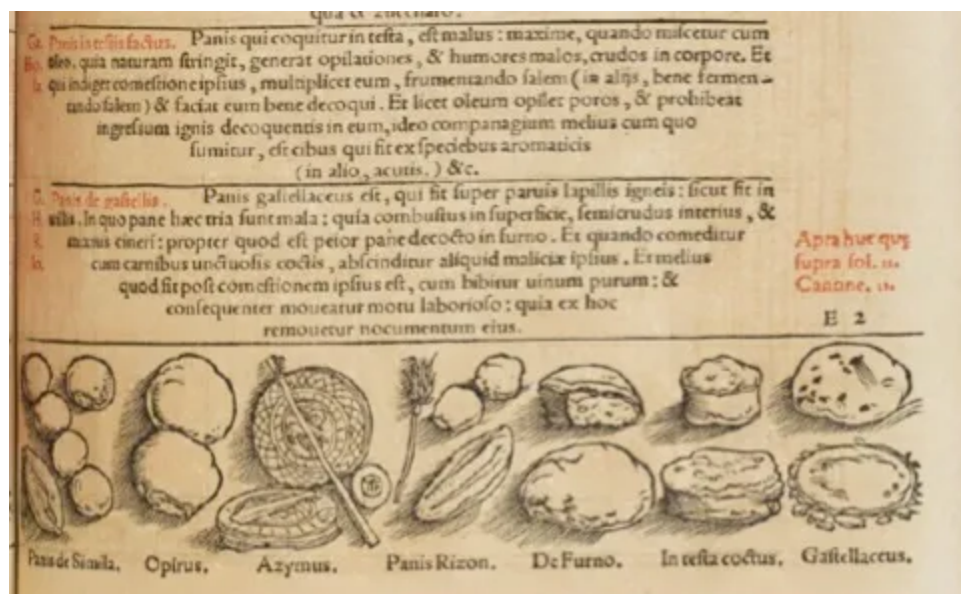 qua ex zuccharo.
Panis in testis factus. Panis qui coquitur in testa, est malus: maxime, quando miscetur cum
oleo, quia naturam stringit, generat opilationes, & humores malos, crudos in corpore. Et
qui indiget comestione ipsius, multiplicet eum, frumentando salem (in alijs, bene fermen-
tando salem) & faciat eum bene decoqui. Et licet oleum opilet poros, & prohibeat
ingressum ignis decoquentis in eum, ideo companagium melius cum quo
sumitur, est cibus qui fit ex speciebus aromaticis
(in alio, acutis.) &c.
Panis de gastellis. Panis gastellaceus est, qui fit super paruis lapillis igneis: sicut fit in
villis. In quo pane hæc tria sunt mala: quia combustus in superficie, semicrudus interius, &
cineri: propter quod est peior pane decocto in furno. Et quando comeditur
cum carnibus unctuosis coctis, abscinditur aliquid maliciæ ipsius. Et melius
quod fit post comestionem ipsius est, cum bibitur uinum purum: &
consequenter moueatur motu laborioso: quia ex hoc
remouetur nocumentum eius.
Apta huc quę
supra fol. 11.
Canone.
E 2
Panis de Simila. Opirus. Azymus. Panis Rizon. De Furno. In testa coctus. Gastellaceus.